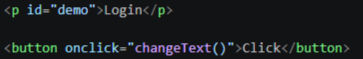 <p id="demo">Login</p>
<button onclick="changeText()">Click</button>